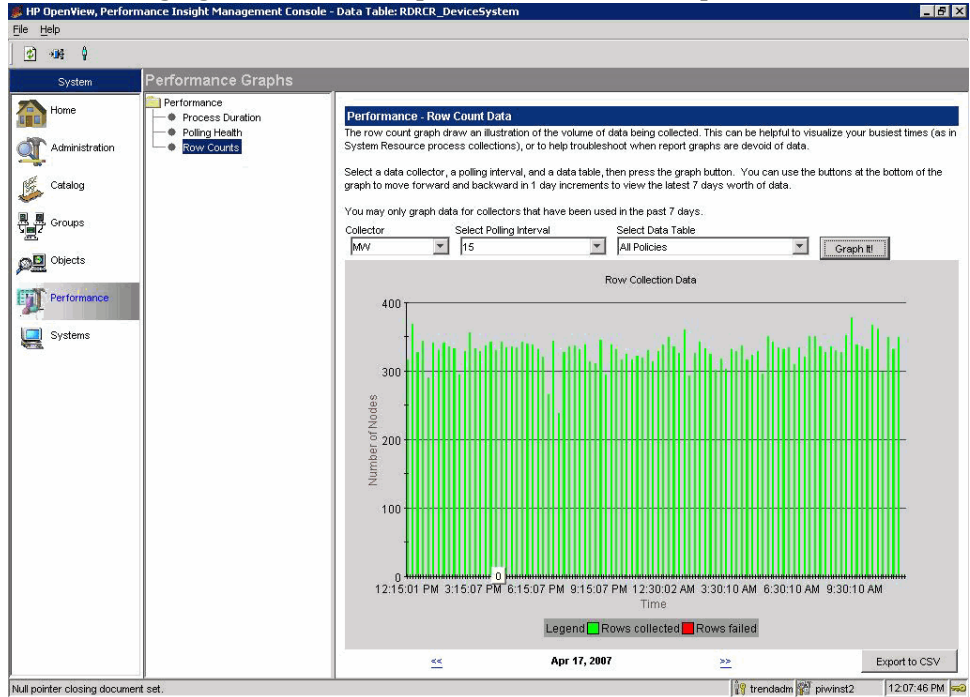 HP OpenView, Performance Insight Management Console - Data Table: RDRCR_DeviceSystem
File Help
System
Performance Graphs
Home
Administration
Catalog
Groups
Objects
Performance
Systems
Performance
Process Duration
Polling Health
Row Counts
Performance - Row Count Data
The row count graph draw an illustration of the volume of data being collected. This can be helpful to visualize your busiest times (as in
System Resource process collections), or to help troubleshoot when report graphs are devoid of data.
Select a data collector, a polling interval, and a data table, then press the graph button. You can use the buttons at the bottom of the
graph to move forward and backward in 1 day increments to view the latest 7 days worth of data.
You may only graph data for collectors that have been used in the past 7 days.
Collector Select Polling Interval Select Data Table
MW 15 All Policies Graph It!
Row Collection Data
400
300
200
100
0
Number of Nodes
0
12:15:01 PM 3:15:07 PM 6:15:07 PM 9:15:07 PM 12:30:02 AM 3:30:10 AM 6:30:10 AM 9:30:10 AM
Time
Legend Rows collected Rows failed
<< Apr 17, 2007 >> Export to CSV
Null pointer closing document set. trendadm piwinst2 12:07:46 PM